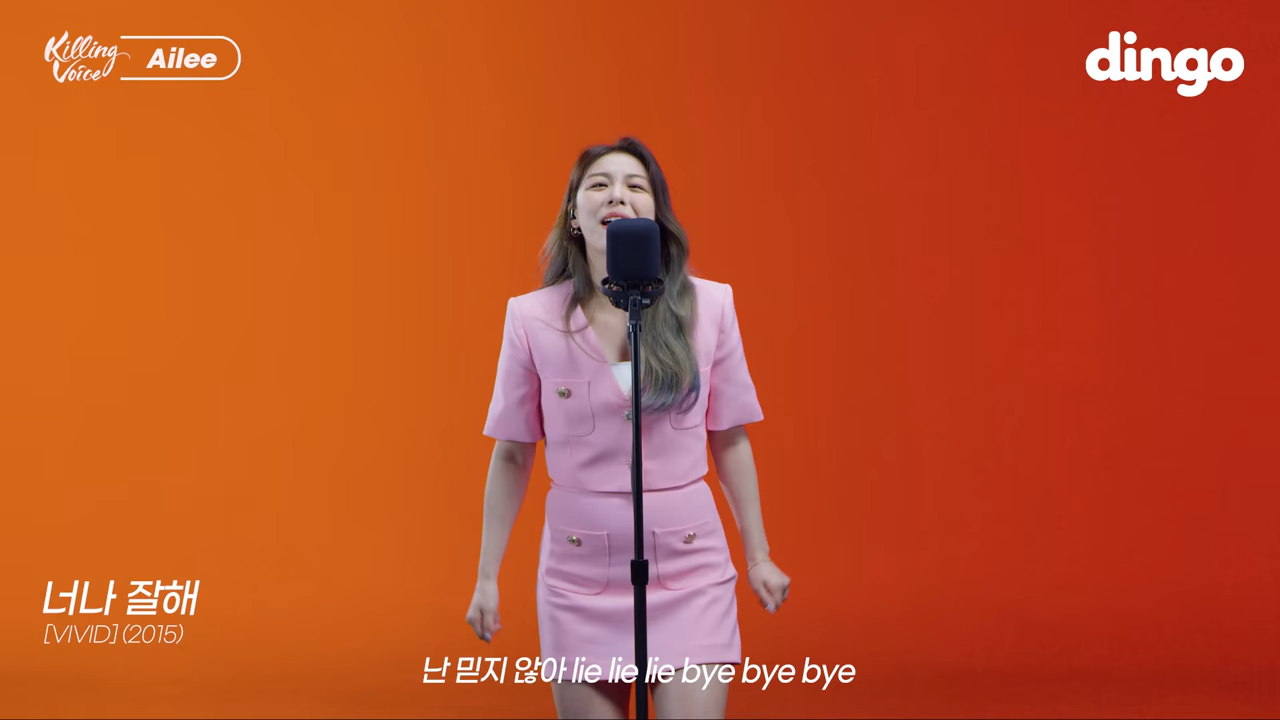 Killing
Voice
Ailee
dingo
너나 잘해
[VIVID] (2015)
난 믿지 않아 lie lie lie bye bye bye